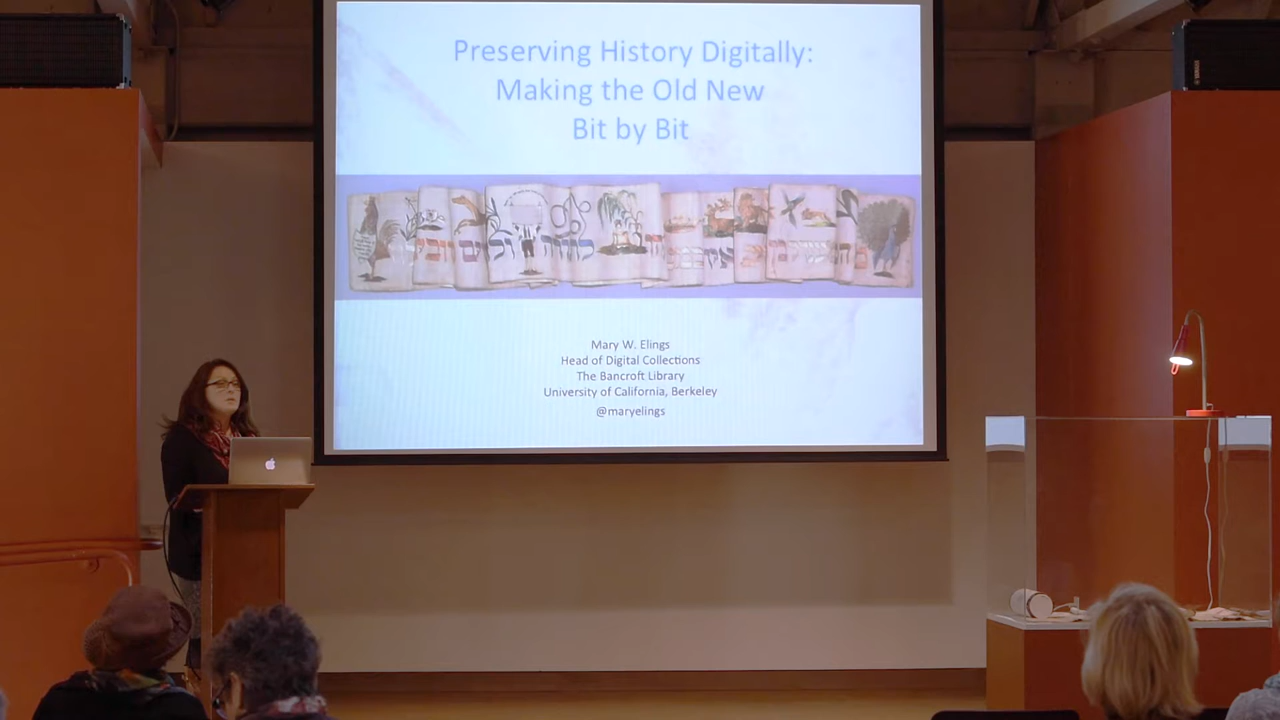 Preserving History Digitally:
Making the Old New
Bit by Bit
Mary W. Elings
Head of Digital Collections
The Bancroft Library
University of California, Berkeley
@maryelings